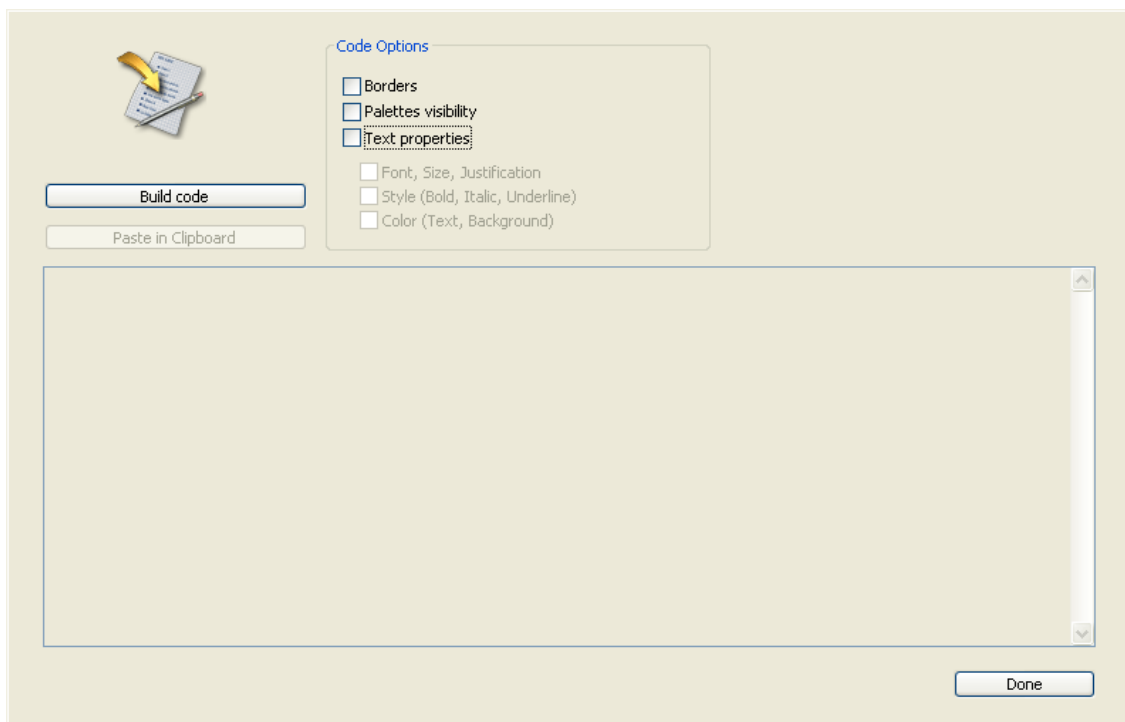 Code Options
Borders
Palettes visibility
Text properties
Font, Size, Justification
Style (Bold, Italic, Underline)
Color (Text, Background)
Build code
Paste in Clipboard
Done